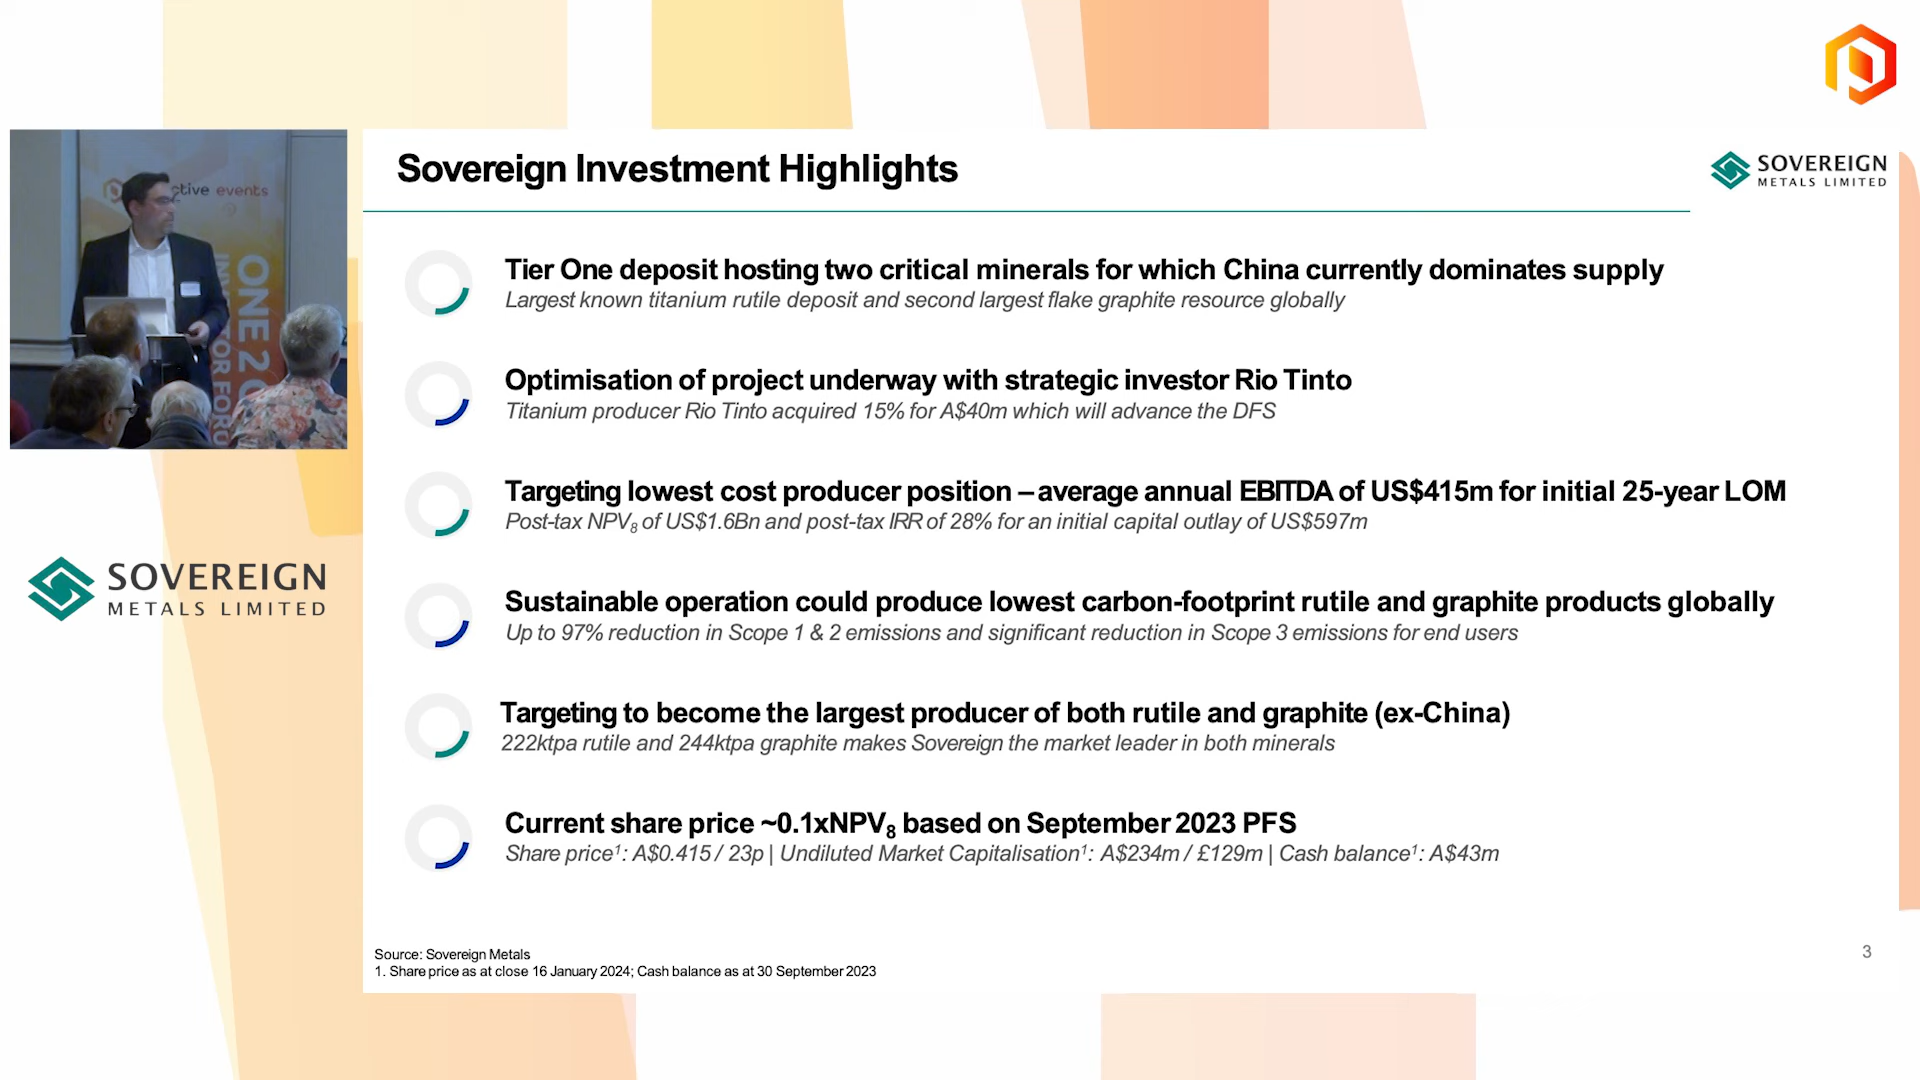 Sovereign Investment Highlights
SOVEREIGN
METALS LIMITED
Tier One deposit hosting two critical minerals for which China currently dominates supply
Largest known titanium rutile deposit and second largest flake graphite resource globally
Optimisation of project underway with strategic investor Rio Tinto
Titanium producer Rio Tinto acquired 15% for A$40m which will advance the DFS
Targeting lowest cost producer position – average annual EBITDA of US$415m for initial 25-year LOM
Post-tax NPV8 of US$1.6Bn and post-tax IRR of 28% for an initial capital outlay of US$597m
Sustainable operation could produce lowest carbon-footprint rutile and graphite products globally
Up to 97% reduction in Scope 1 & 2 emissions and significant reduction in Scope 3 emissions for end users
Targeting to become the largest producer of both rutile and graphite (ex-China)
222ktpa rutile and 244ktpa graphite makes Sovereign the market leader in both minerals
Current share price ~0.1xNPV8 based on September 2023 PFS
Share price1: A$0.415 / 23p | Undiluted Market Capitalisation1: A$234m / £129m | Cash balance1: A$43m
Source: Sovereign Metals
1. Share price as at close 16 January 2024; Cash balance as at 30 September 2023
3
ctive events
ONE2
SOVEREIGN
METALS LIMITED